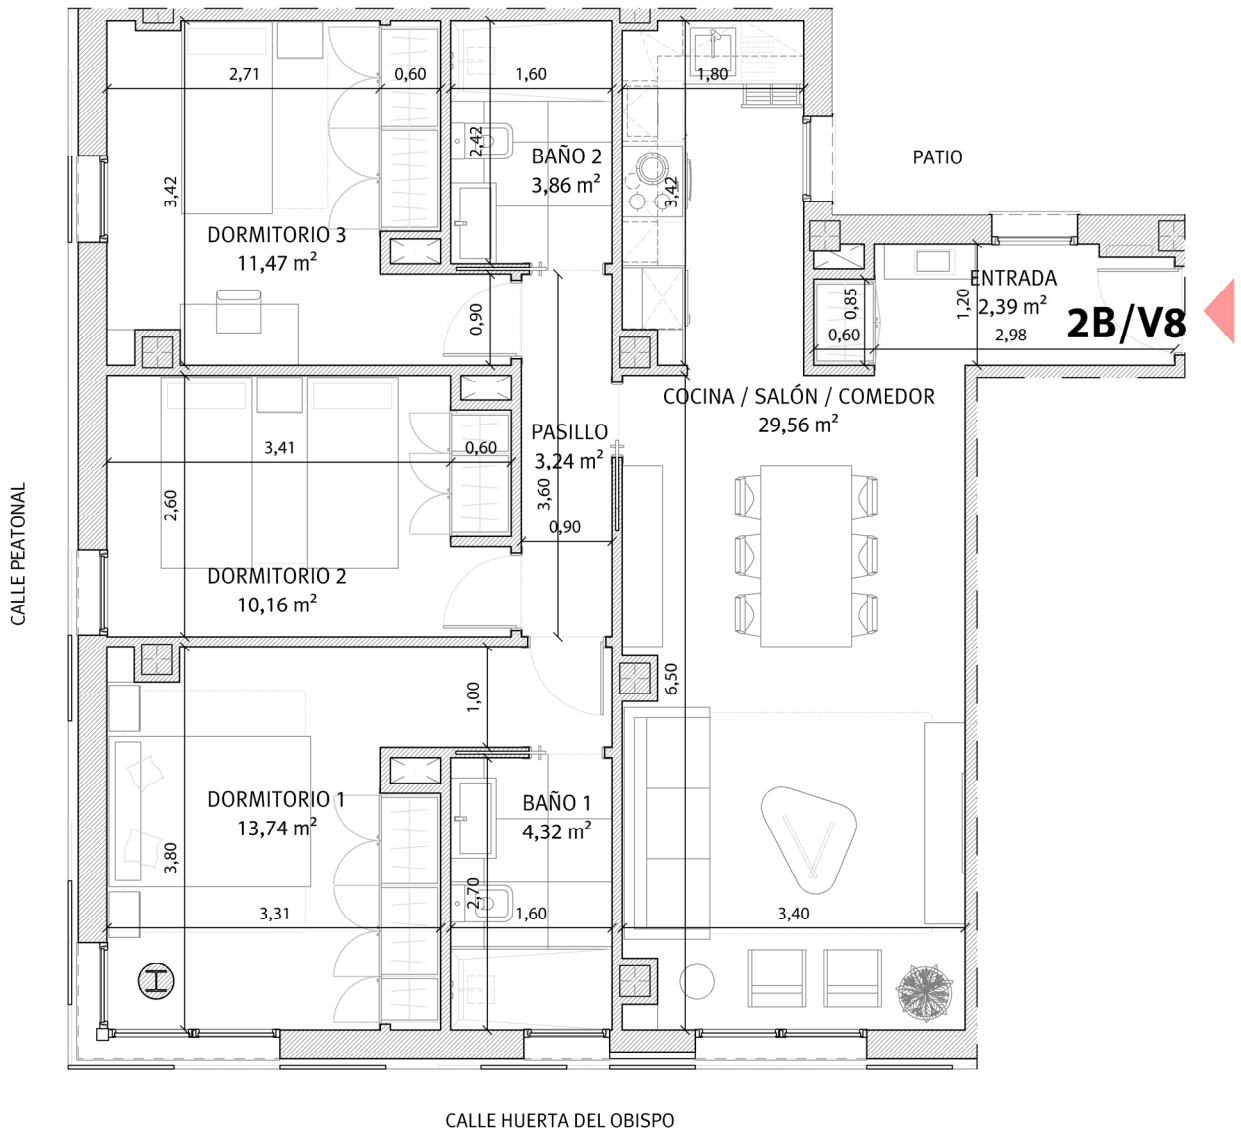 2,71
0,60
1,60
1,80
2,42
BAÑO 2
3,86 m²
3,42
3,42
PATIO
DORMITORIO 3
11,47 m²
ENTRADA
2,39 m²
1,20
0,85
0,60
2,98
2B/V8
0,90
COCINA / SALÓN / COMEDOR
29,56 m²
PASILLO
3,24 m²
3,41
0,60
2,60
3,60
0,90
CALLE PEATONAL
DORMITORIO 2
10,16 m²
6,50
1,00
DORMITORIO 1
13,74 m²
BAÑO 1
4,32 m²
3,80
2,70
3,31
1,60
3,40
CALLE HUERTA DEL OBISPO